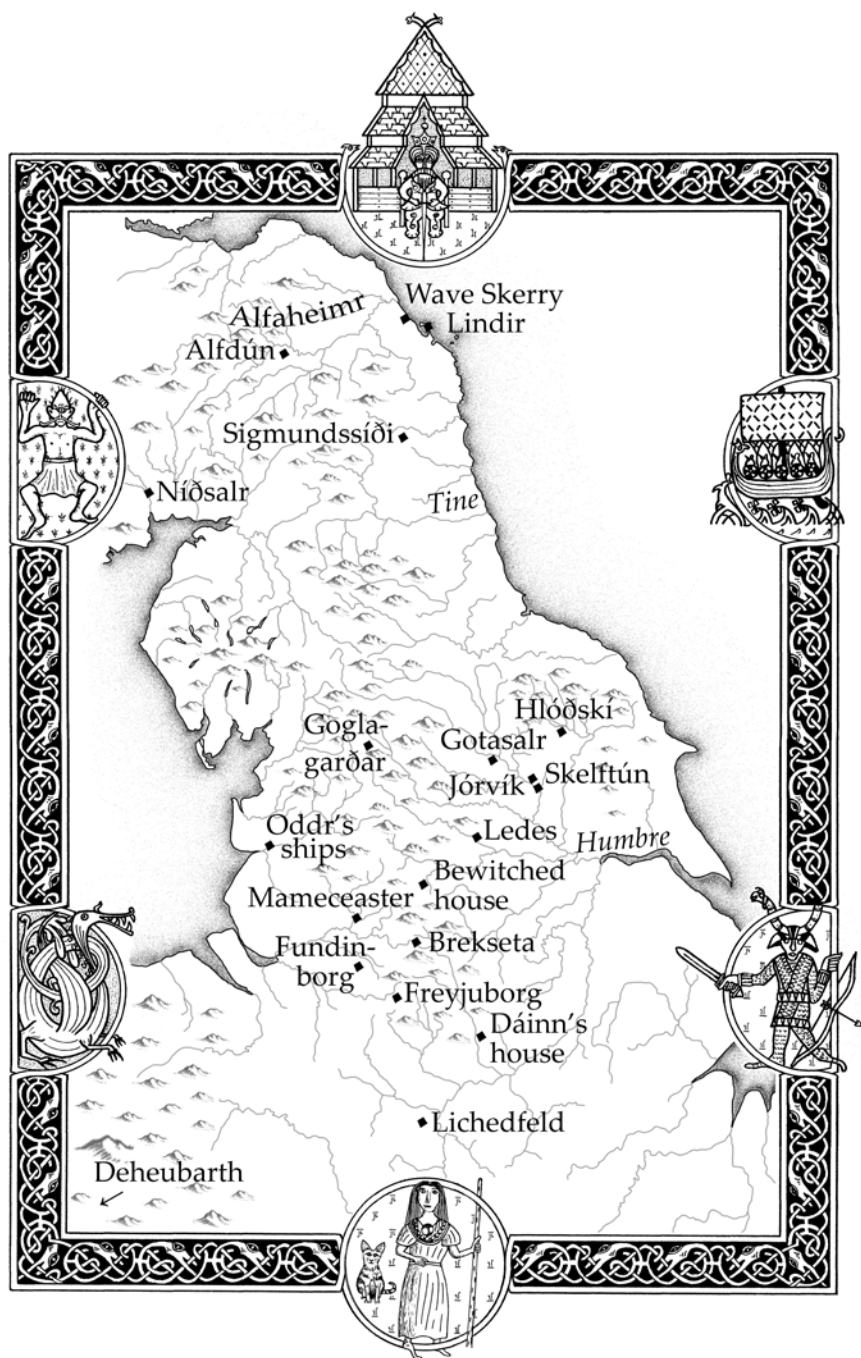 Wave Skerry
Lindir
Alfaheimr
Alfdún
Sigmundssíði
Níðsalr
Tine
Hlóðskí
Gogla-
garðar
Gotasalr
Skelftún
Jórvík
Oddr's
ships
Ledes
Humbre
Bewitched
house
Mameceaster
Brekseta
Fundin-
borg
Freyjuborg
Dáinn's
house
Lichedfeld
Deheubarth